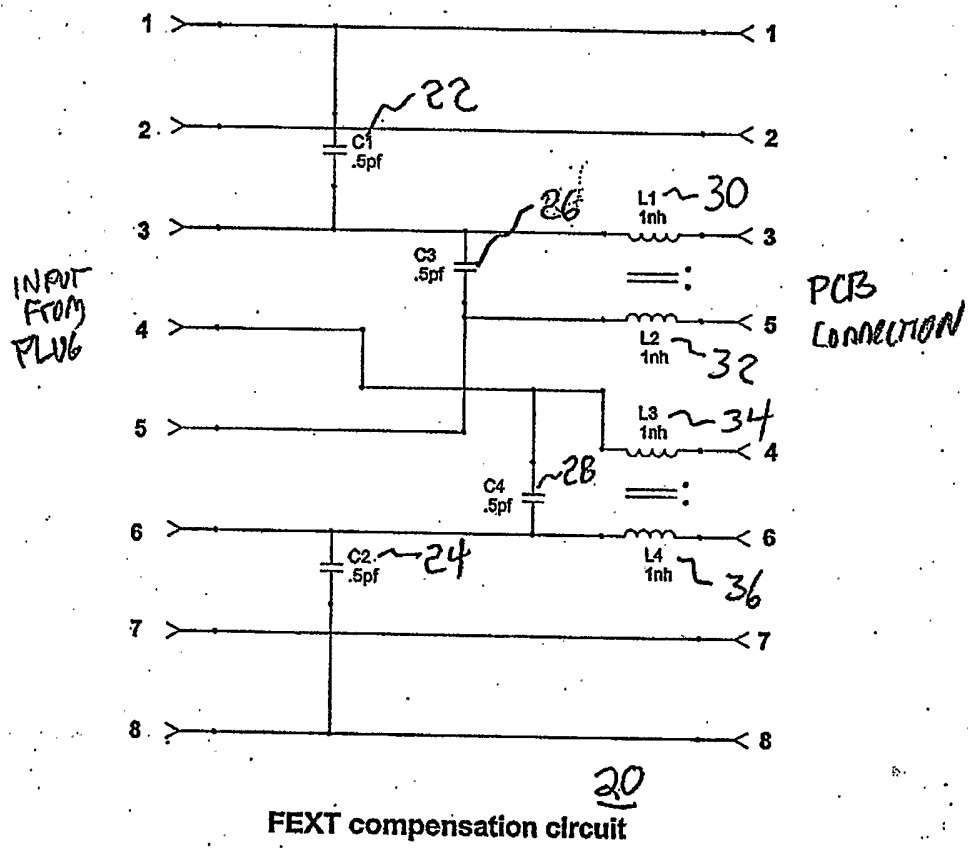 1 1
22
2 2
C1
.5pf
L1 30
1nh
26
3 3
C3
.5pf
INPUT
FROM
PLUG
PCB
CONNECTION
4 5
L2
1nh
32
L3 34
1nh
5 4
C4 28
.5pf
6 6
C2 24
.5pf
L4
1nh
36
7 7
8 8
20
FEXT compensation circuit